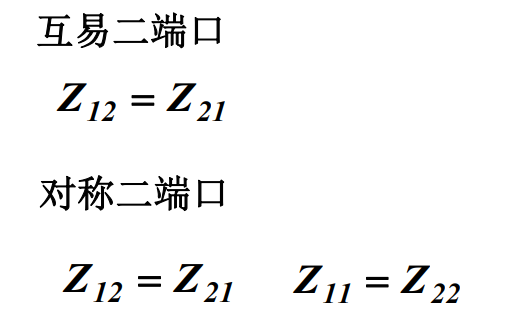 互易二端口
Z₁₂ = Z₂₁
对称二端口
Z₁₂ = Z₂₁ Z₁₁ = Z₂₂